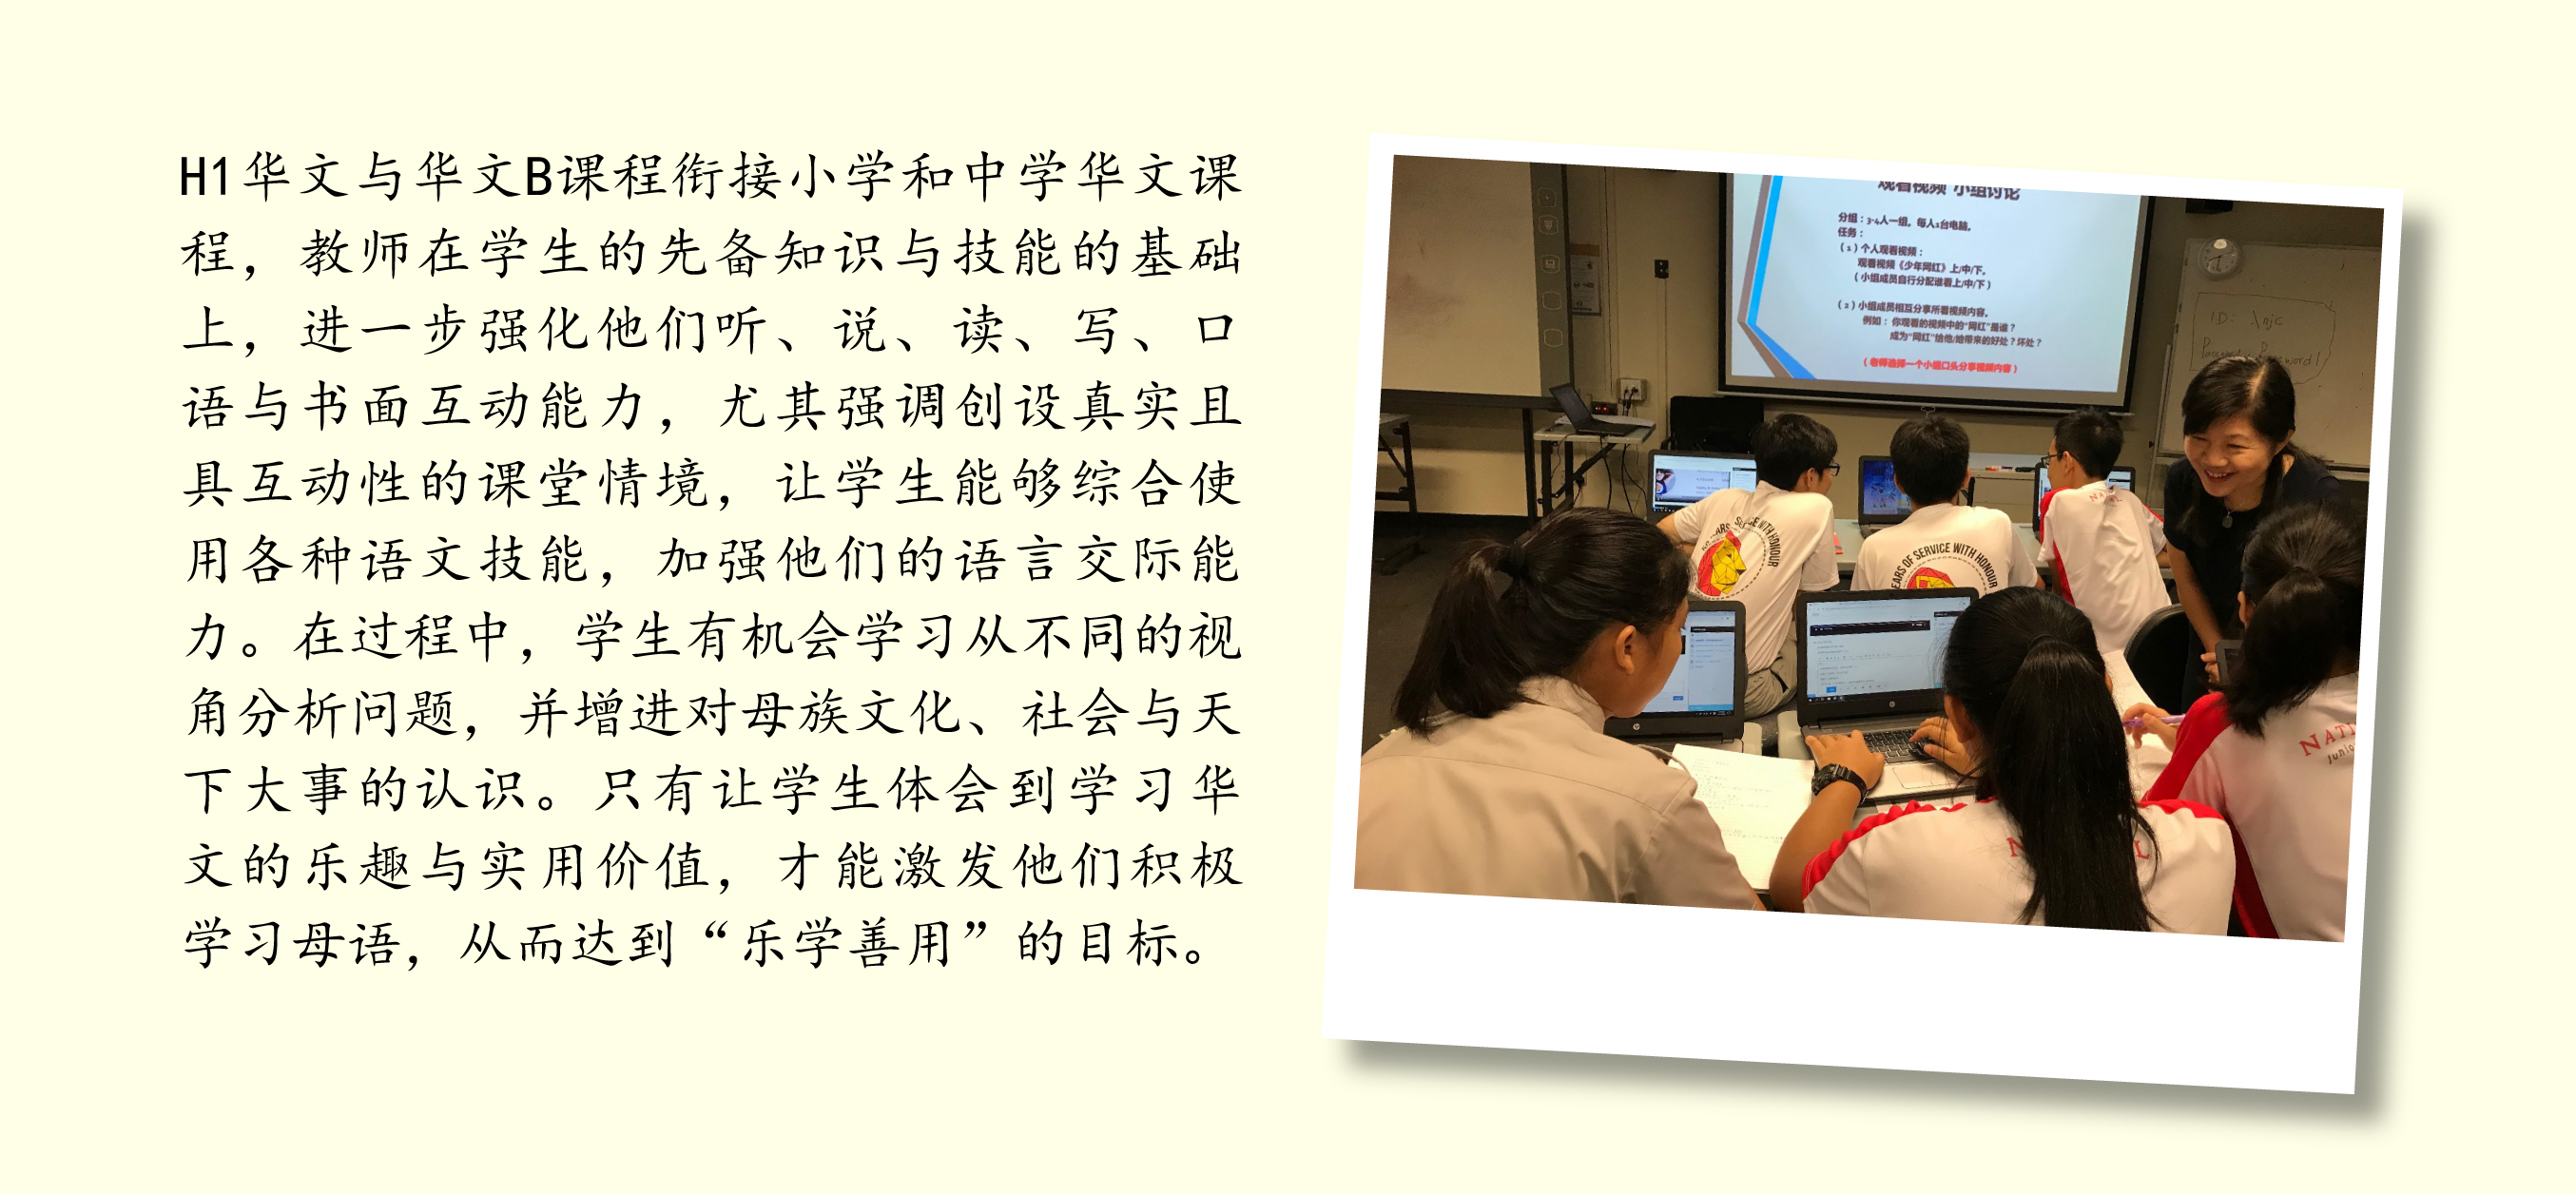 H1华文与华文B课程衔接小学和中学华文课
程，教师在学生的先备知识与技能的基础
上，进一步强化他们听、说、读、写、口
语与书面互动能力，尤其强调创设真实且
具互动性的课堂情境，让学生能够综合使
用各种语文技能，加强他们的语言交际能
力。在过程中，学生有机会学习从不同的视
角分析问题，并增进对母族文化、社会与天
下大事的认识。只有让学生体会到学习华
文的乐趣与实用价值，才能激发他们积极
学习母语，从而达到“乐学善用”的目标。
观看视频 小组讨论
分组：3-4人一组，每人1台电脑。
任务：
（1）个人观看视频：
观看视频《少年网红》上/中/下。
（小组成员自行分配谁看上/中/下）
（2）小组成员相互分享所看视频内容。
例如：你观看的视频中的“网红”是谁？
成为“网红”给他/她带来的好处？坏处？
（老师选择一个小组口头分享视频内容）
ID: \njc
SERVICE WITH HONOUR
EARS OF SERVICE WITH HONOUR
NAT
Junio